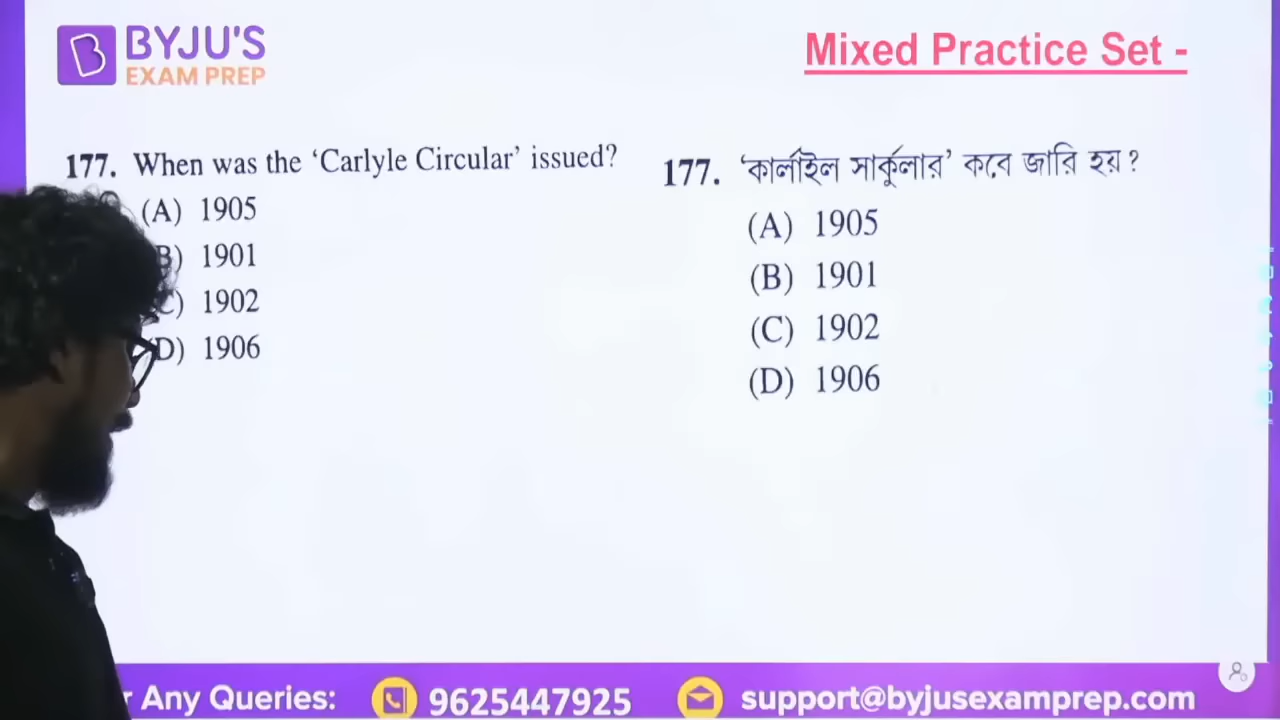 BYJU'S
EXAM PREP
Mixed Practice Set -
177. When was the ‘Carlyle Circular’ issued?
(A) 1905
B) 1901
C) 1902
D) 1906
177. ‘কার্লাইল সার্কুলার’ কবে জারি হয় ?
(A) 1905
(B) 1901
(C) 1902
(D) 1906
Any Queries:
9625447925
support@byjusexamprep.com